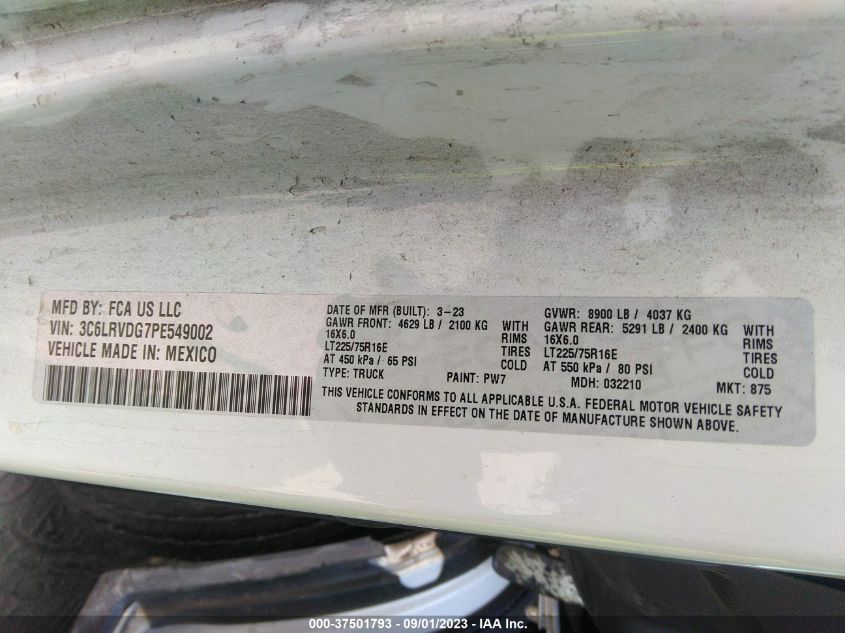 MFD BY: FCA US LLC
VIN: 3C6LRVDG7PE549002
VEHICLE MADE IN: MEXICO
DATE OF MFR (BUILT): 3-23
GAWR FRONT: 4629 LB / 2100 KG WITH
16X6.0 RIMS
LT225/75R16E TIRES
AT 450 kPa / 65 PSI COLD
TYPE: TRUCK PAINT: PW7
GVWR: 8900 LB / 4037 KG
GAWR REAR: 5291 LB / 2400 KG WITH
16X6.0 RIMS
LT225/75R16E TIRES
AT 550 kPa / 80 PSI COLD
MDH: 032210 MKT: 875
THIS VEHICLE CONFORMS TO ALL APPLICABLE U.S.A. FEDERAL MOTOR VEHICLE SAFETY
STANDARDS IN EFFECT ON THE DATE OF MANUFACTURE SHOWN ABOVE.
000-37501793 - 09/01/2023 - IAA Inc.